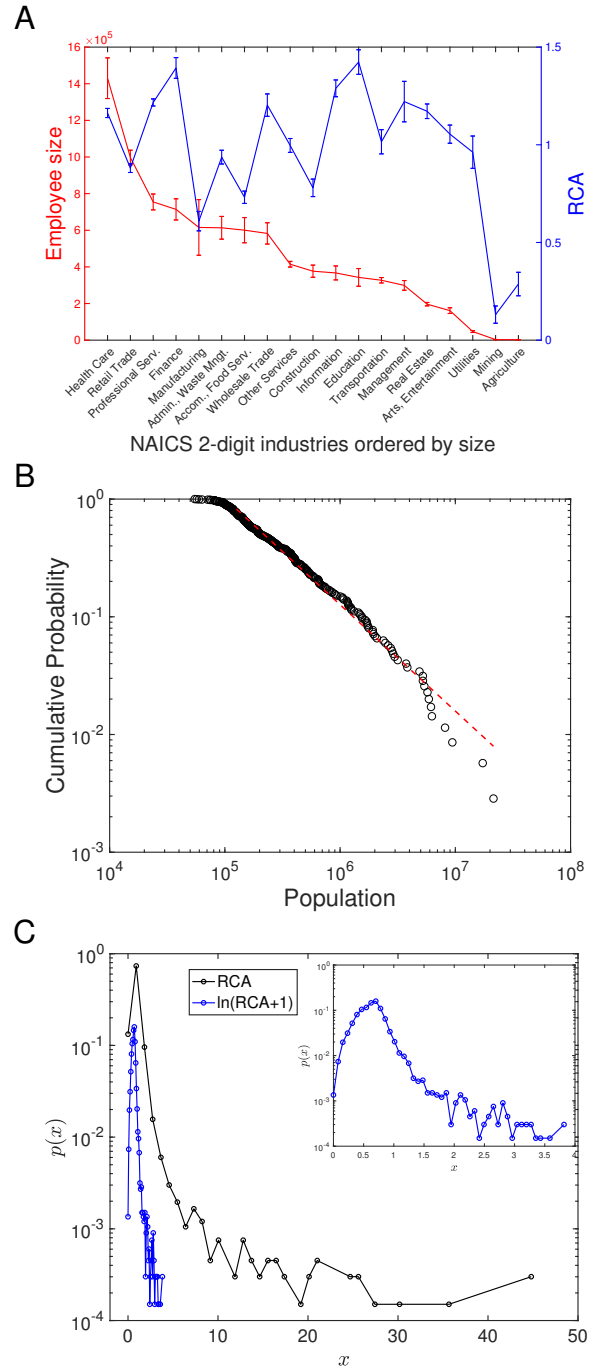 A
×10^5
16
14
12
10
8
6
4
2
0
Employee size
1.5
1
0.5
0
RCA
Health Care
Retail Trade
Professional Serv.
Finance
Manufacturing
Admin., Waste Mngt.
Accom., Food Serv.
Wholesale Trade
Other Services
Construction
Information
Education
Transportation
Management
Real Estate
Arts, Entertainment
Utilities
Mining
Agriculture
NAICS 2-digit industries ordered by size
B
10^0
10^-1
10^-2
10^-3
Cumulative Probability
10^4 10^5 10^6 10^7 10^8
Population
C
10^0
10^-1
10^-2
10^-3
10^-4
p(x)
RCA
ln(RCA+1)
10^0
10^-1
10^-2
10^-3
10^-4
p(x)
0 0.5 1 1.5 2 2.5 3 3.5 4
x
0 10 20 30 40 50
x